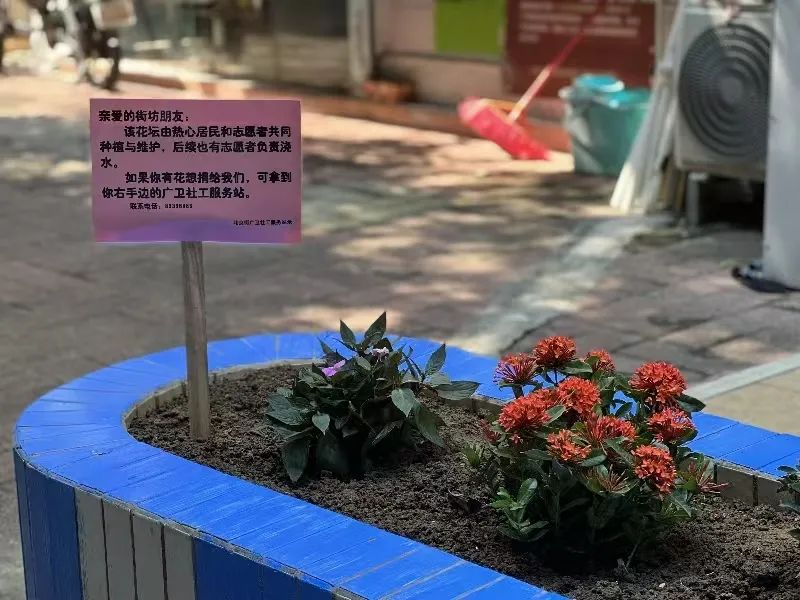 亲爱的街坊朋友：
该花坛由热心居民和志愿者共同
种植与维护，后续也有志愿者负责浇
水。
如果你有花想捐给我们，可拿到
你右手边的广卫社工服务站。
联系电话：